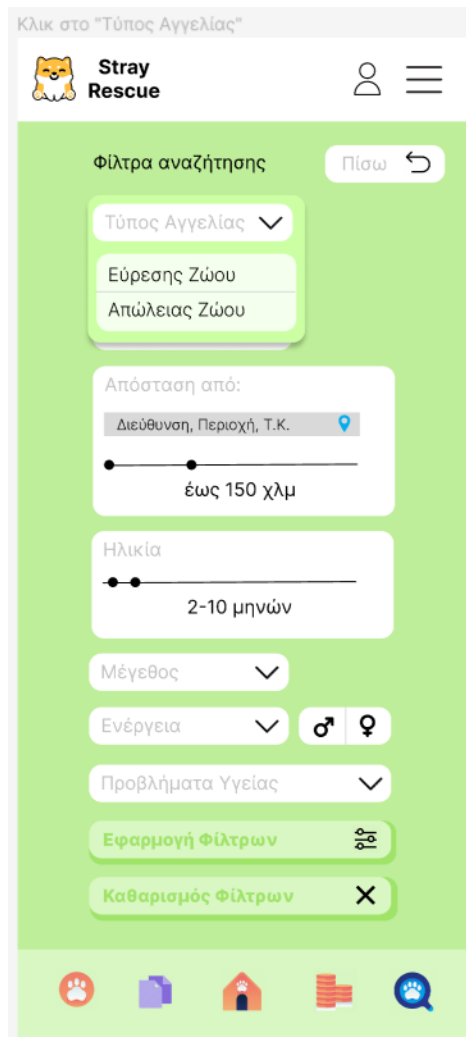 Κλικ στο "Τύπος Αγγελίας"
Stray
Rescue
Φίλτρα αναζήτησης
Πίσω
Τύπος Αγγελίας
Εύρεσης Ζώου
Απώλειας Ζώου
Απόσταση από:
Διεύθυνση, Περιοχή, Τ.Κ.
έως 150 χλμ
Ηλικία
2-10 μηνών
Μέγεθος
Ενέργεια
Προβλήματα Υγείας
Εφαρμογή Φίλτρων
Καθαρισμός Φίλτρων